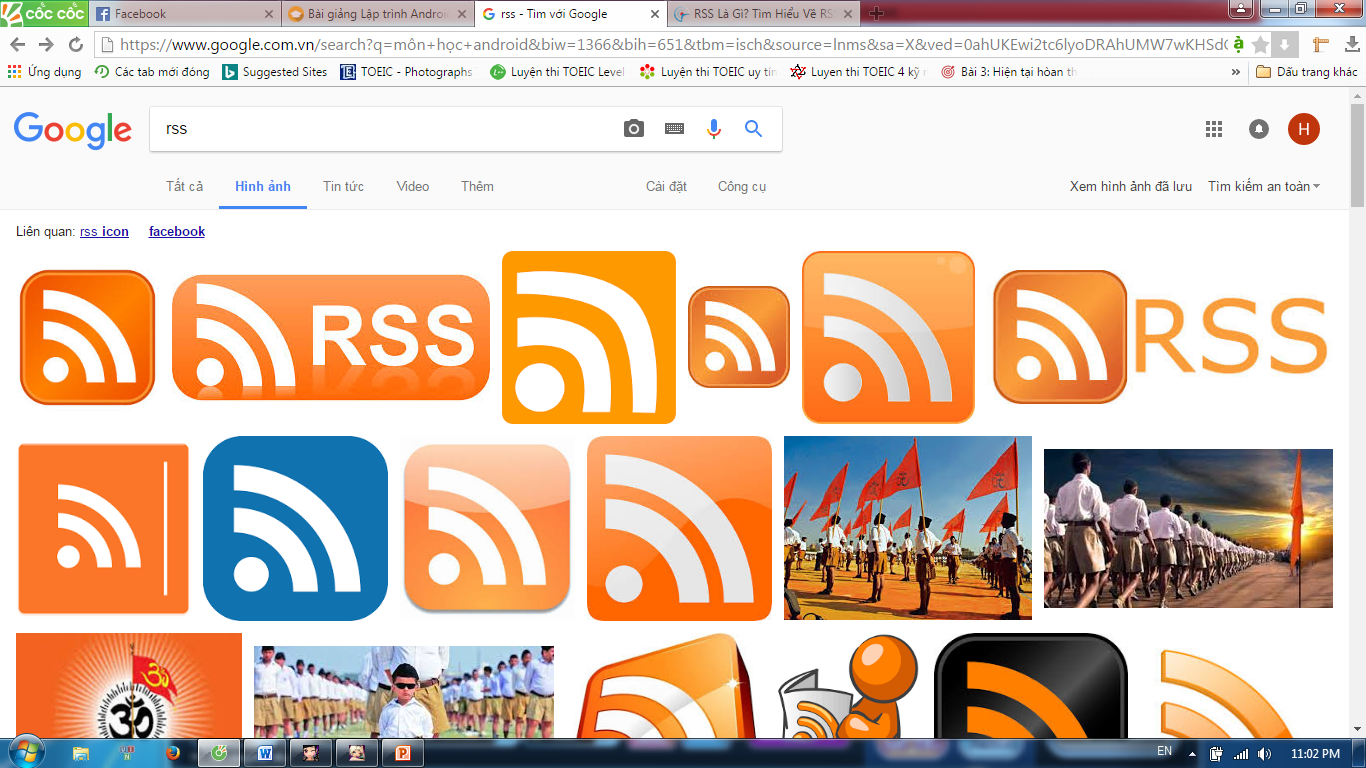 CỐC CỐC
Facebook
Bài giảng Lập trình Androi
rss - Tìm với Google
RSS Là Gì? Tìm Hiểu Về RS
https://www.google.com.vn/search?q=môn+học+android&biw=1366&bih=651&tbm=isch&source=lnms&sa=X&ved=
Ứng dụng
Các tab mới đóng
Suggested Sites
TOEIC - Photographs
Luyện thi TOEIC Level
Luyện thi TOEIC uy tín
Luyen thi TOEIC 4 kỹ
Bài 3: Hiện tại hòan th
»
Dấu trang khác
Google
rss
H
Tất cả
Hình ảnh
Tin tức
Video
Thêm
Cài đặt
Công cụ
Xem hình ảnh đã lưu
Tìm kiếm an toàn
Liên quan: rss icon facebook
RSS
RSS
EN
11:02 PM